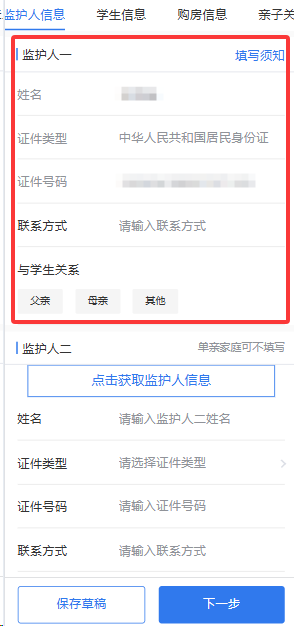 监护人信息 学生信息 购房信息 亲子关
监护人一 填写须知
姓名
证件类型 中华人民共和国居民身份证
证件号码
联系方式 请输入联系方式
与学生关系
父亲 母亲 其他
监护人二 单亲家庭可不填写
点击获取监护人信息
姓名 请输入监护人二姓名
证件类型 请选择证件类型
证件号码 请输入证件号码
联系方式 请输入联系方式
保存草稿 下一步